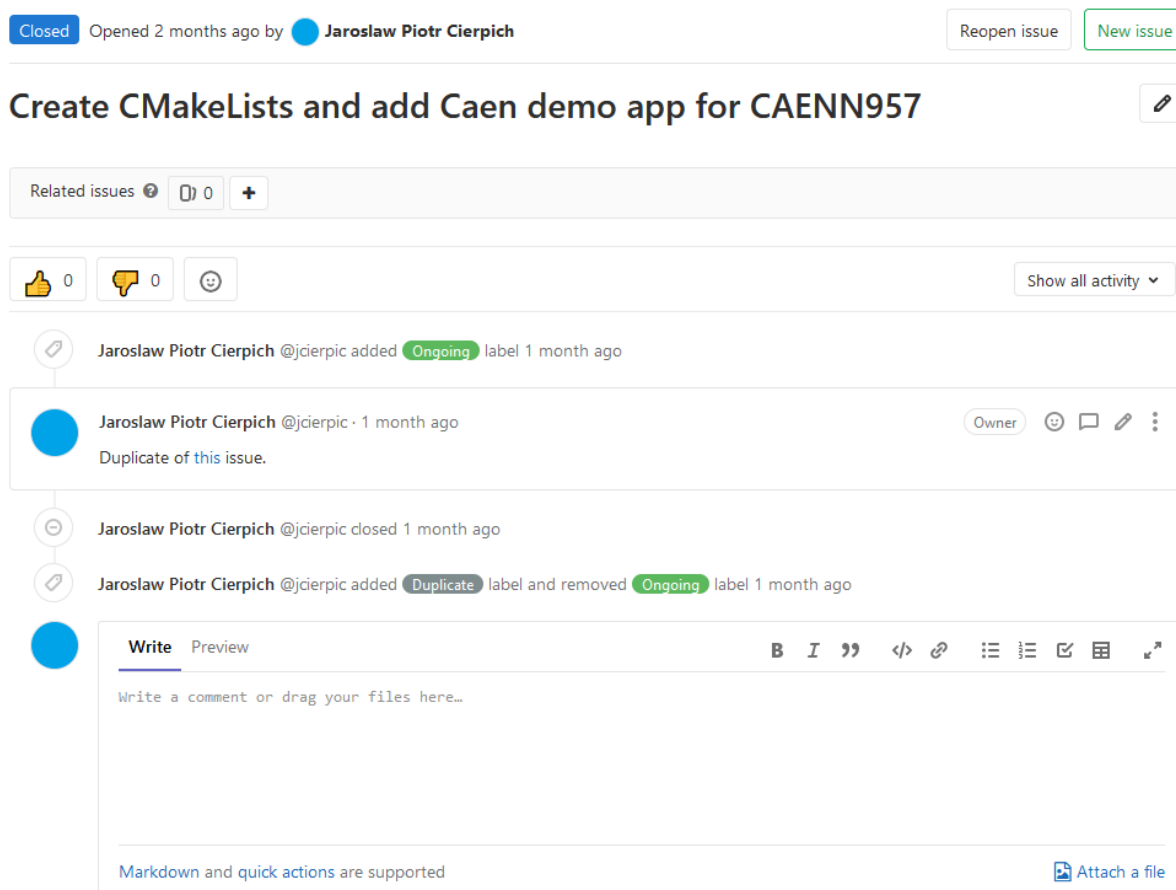 Closed Opened 2 months ago by Jaroslaw Piotr Cierpich Reopen issue New issue
Create CMakeLists and add Caen demo app for CAENN957
Related issues ? 0 +
0 0 Show all activity
Jaroslaw Piotr Cierpich @jcierpic added Ongoing label 1 month ago
Jaroslaw Piotr Cierpich @jcierpic · 1 month ago Owner
Duplicate of this issue.
Jaroslaw Piotr Cierpich @jcierpic closed 1 month ago
Jaroslaw Piotr Cierpich @jcierpic added Duplicate label and removed Ongoing label 1 month ago
Write Preview B I
Write a comment or drag your files here…
Markdown and quick actions are supported Attach a file